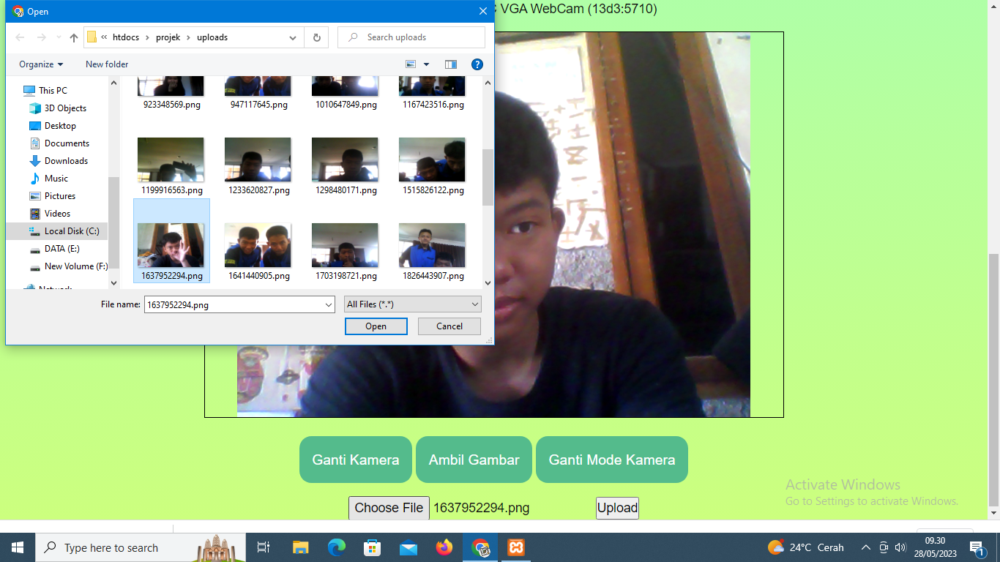 Open
C VGA WebCam (13d3:5710)
« htdocs › projek › uploads
Search uploads
Organize
New folder
This PC
3D Objects
Desktop
Documents
Downloads
Music
Pictures
Videos
Local Disk (C:)
DATA (E:)
New Volume (F:)
Network
923348569.png
947117645.png
1010647849.png
1167423516.png
1199916563.png
1233620827.png
1298480171.png
1515826122.png
1637952294.png
1641440905.png
1703198721.png
1826443907.png
File name:
1637952294.png
All Files (*.*)
Open
Cancel
Ganti Kamera
Ambil Gambar
Ganti Mode Kamera
Choose File
1637952294.png
Upload
Activate Windows
Go to Settings to activate Windows.
Type here to search
24°C Cerah
09.30
28/05/2023
1